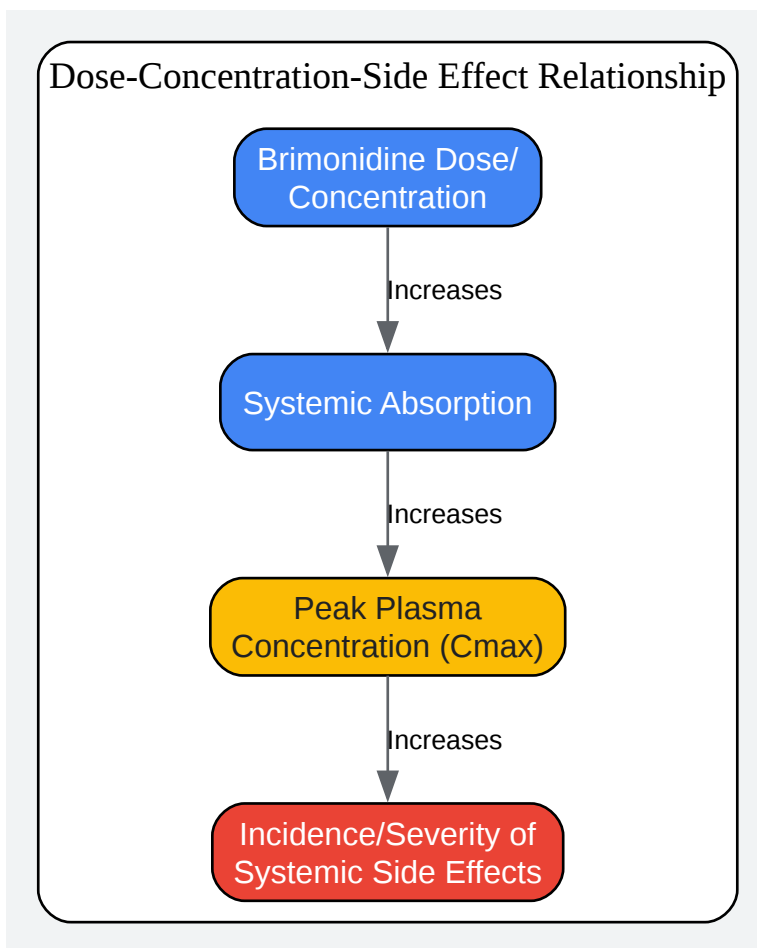 Dose-Concentration-Side Effect Relationship
Brimonidine Dose/
Concentration
Increases
Systemic Absorption
Increases
Peak Plasma
Concentration (Cmax)
Increases
Incidence/Severity of
Systemic Side Effects